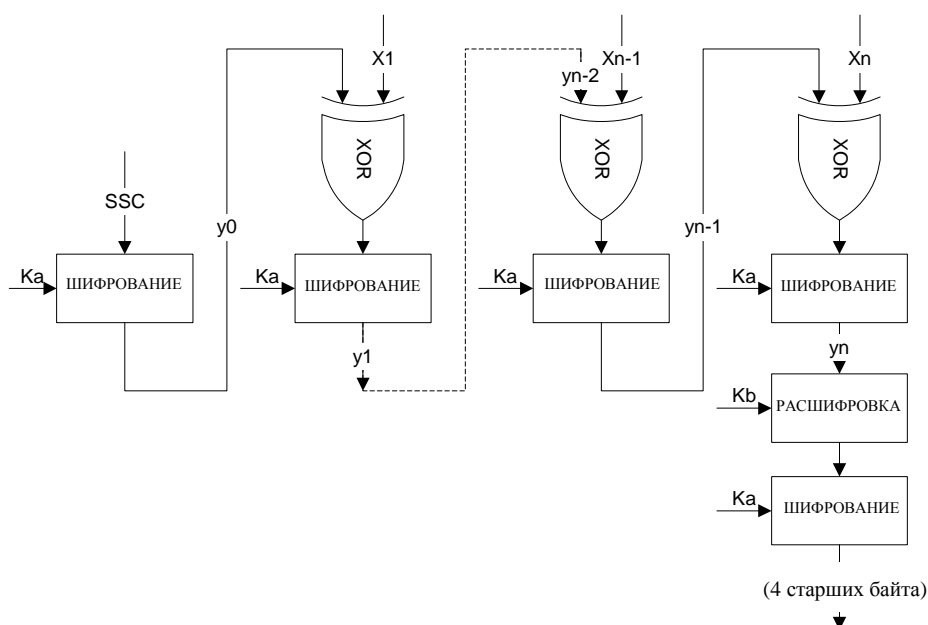 X1
Xn-1
Xn
yn-2
XOR
XOR
XOR
SSC
y0
yn-1
Ka
ШИФРОВАНИЕ
Ka
ШИФРОВАНИЕ
Ka
ШИФРОВАНИЕ
Ka
ШИФРОВАНИЕ
y1
yn
Kb
РАСШИФРОВКА
Ka
ШИФРОВАНИЕ
(4 старших байта)